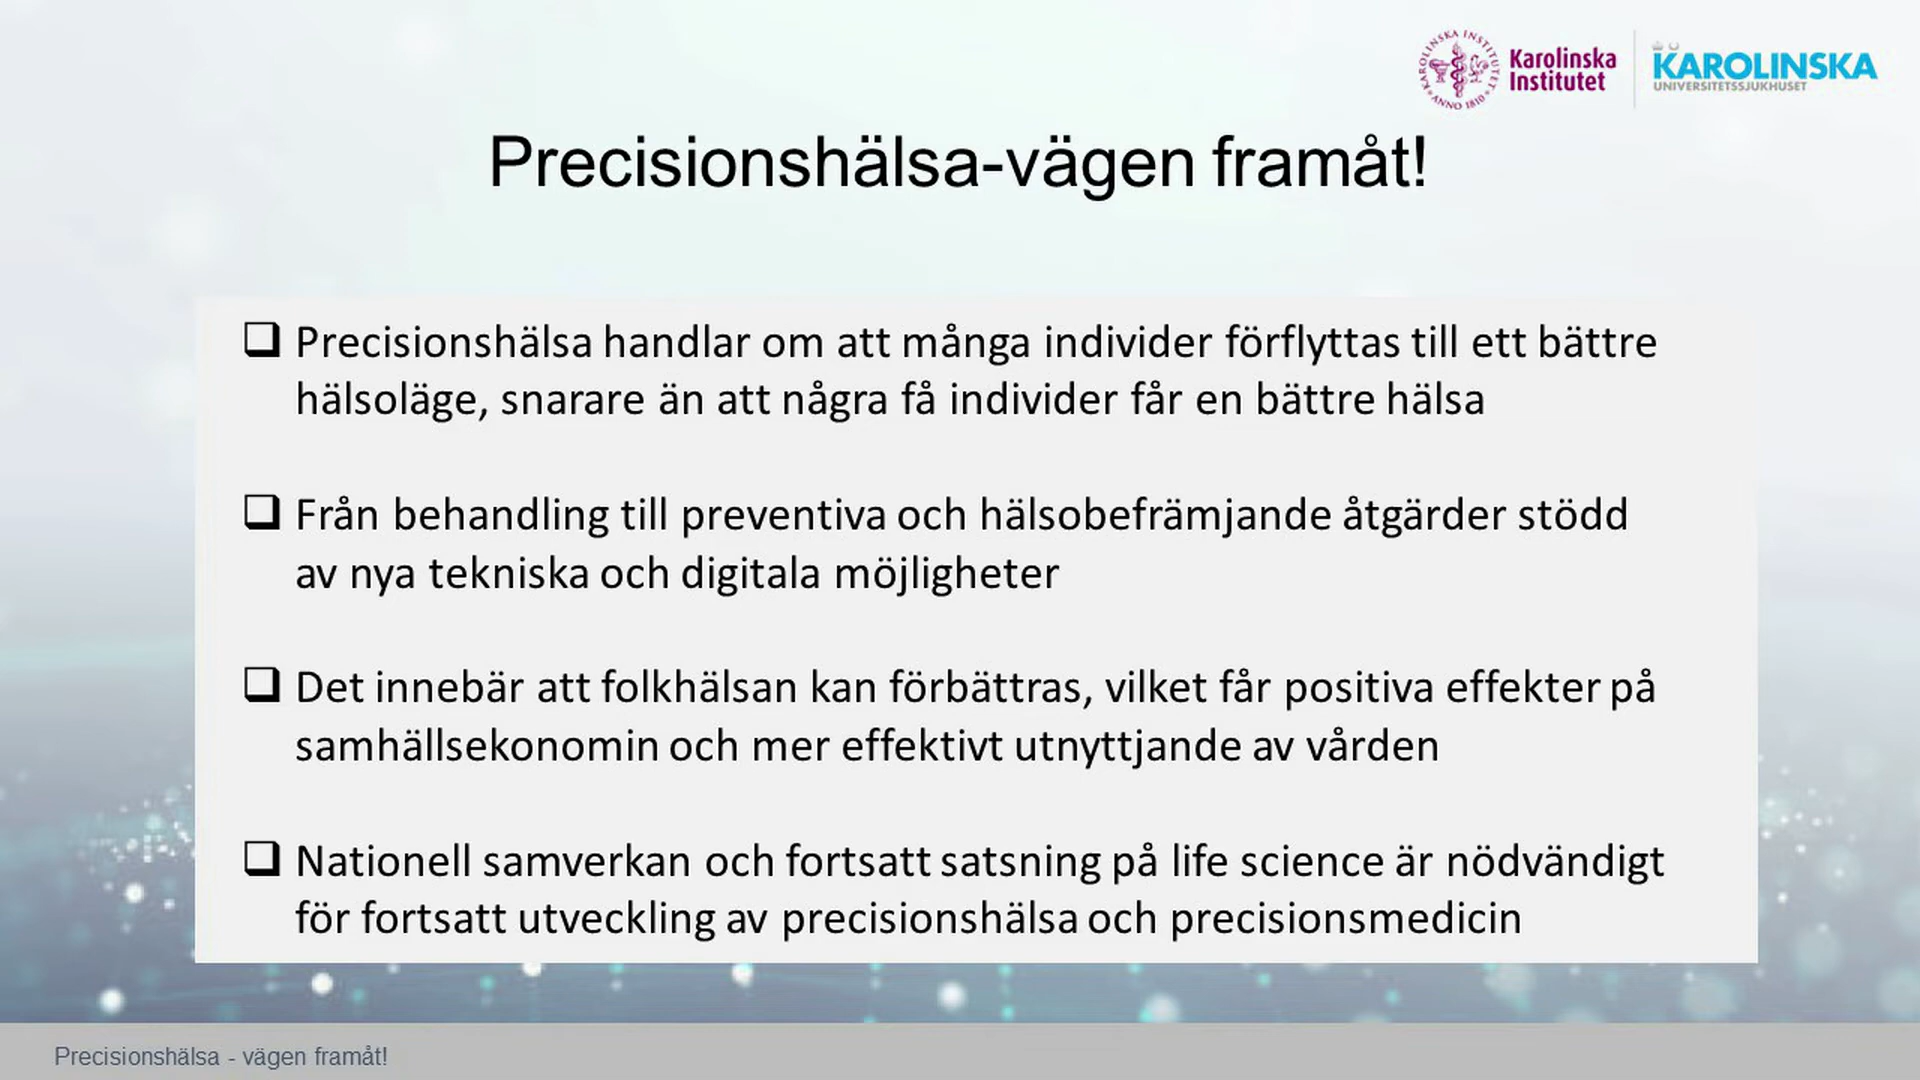 KAROLINSKA INSTITUTET
ANNO 1810
Karolinska
Institutet
KAROLINSKA
UNIVERSITETSSJUKHUSET
Precisionshälsa-vägen framåt!
Precisionshälsa handlar om att många individer förflyttas till ett bättre
hälsoläge, snarare än att några få individer får en bättre hälsa
Från behandling till preventiva och hälsobefrämjande åtgärder stödd
av nya tekniska och digitala möjligheter
Det innebär att folkhälsan kan förbättras, vilket får positiva effekter på
samhällsekonomin och mer effektivt utnyttjande av vården
Nationell samverkan och fortsatt satsning på life science är nödvändigt
för fortsatt utveckling av precisionshälsa och precisionsmedicin
Precisionshälsa - vägen framåt!